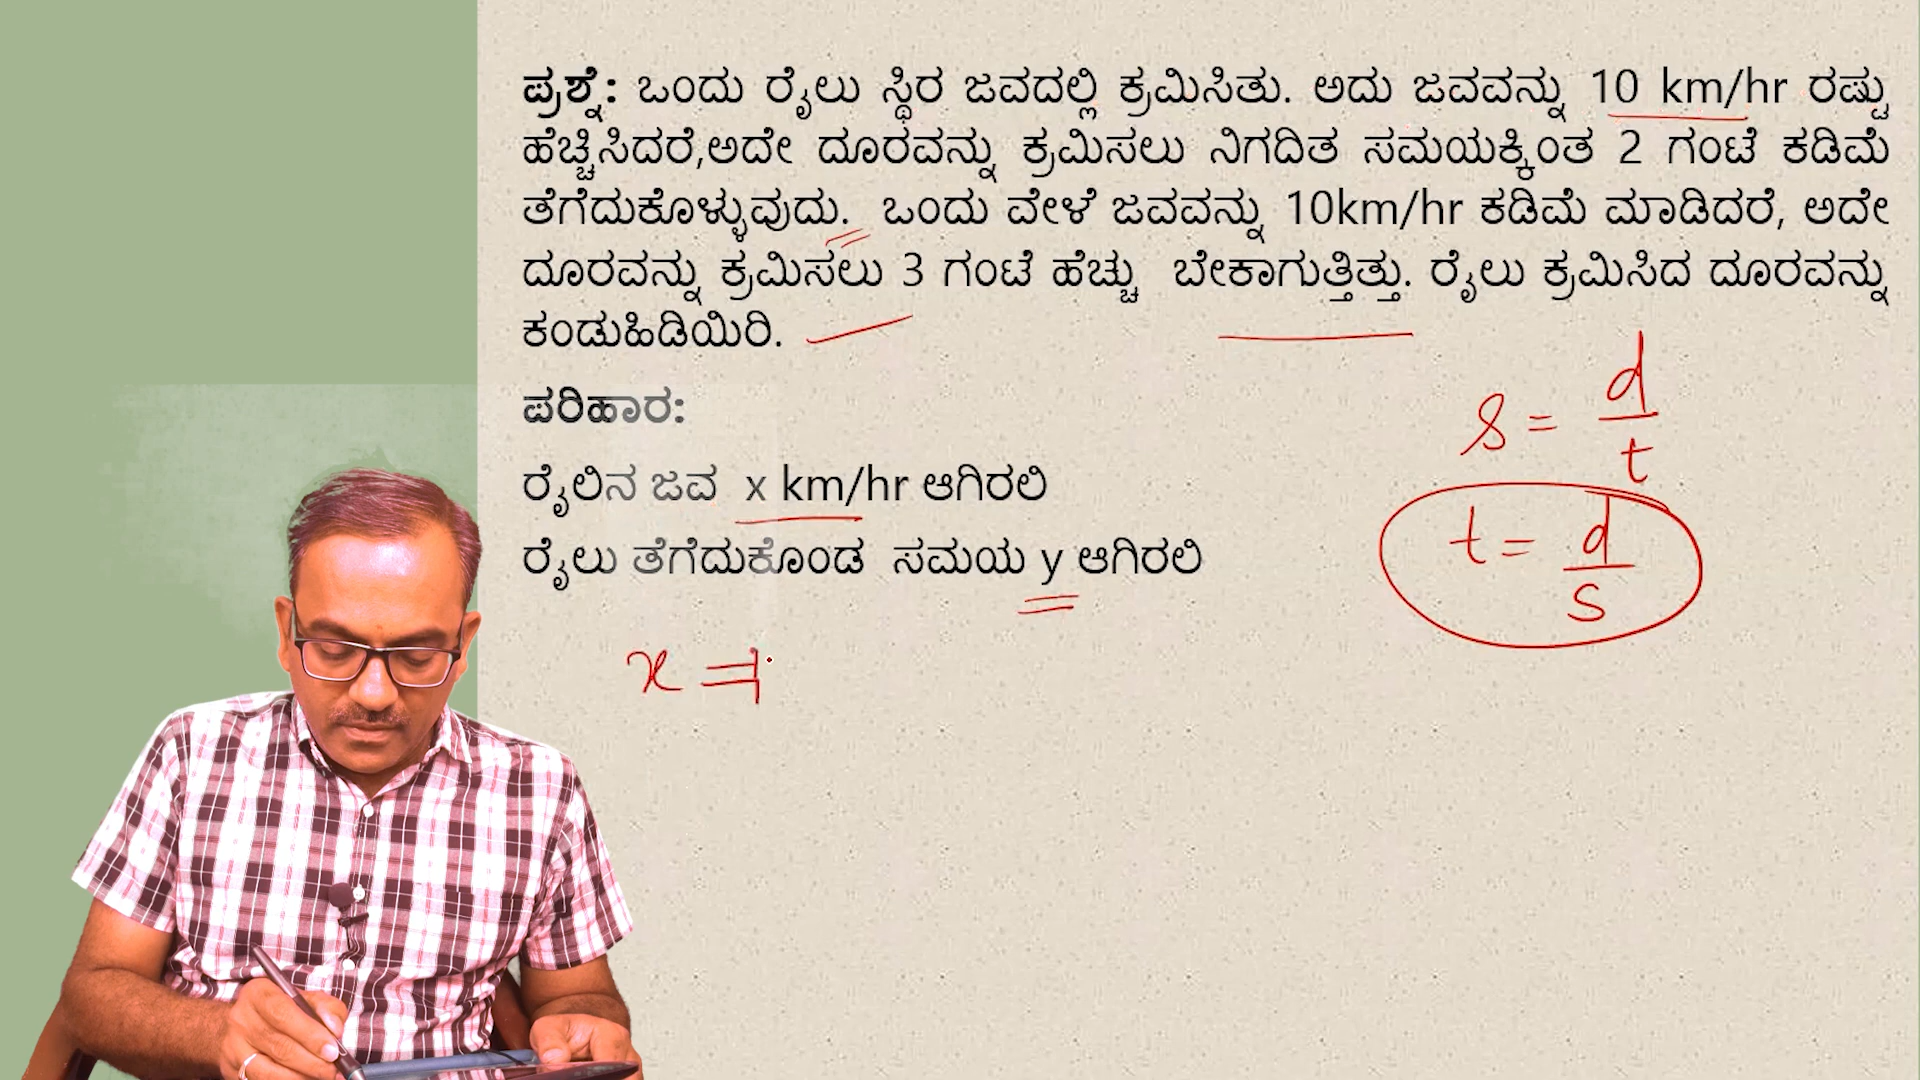 ಪ್ರಶ್ನೆ: ಒಂದು ರೈಲು ಸ್ಥಿರ ಜವದಲ್ಲಿ ಕ್ರಮಿಸಿತು. ಅದು ಜವವನ್ನು 10 km/hr ರಷ್ಟು
ಹೆಚ್ಚಿಸಿದರೆ,ಅದೇ ದೂರವನ್ನು ಕ್ರಮಿಸಲು ನಿಗದಿತ ಸಮಯಕ್ಕಿಂತ 2 ಗಂಟೆ ಕಡಿಮೆ
ತೆಗೆದುಕೊಳ್ಳುವುದು. ಒಂದು ವೇಳೆ ಜವವನ್ನು 10km/hr ಕಡಿಮೆ ಮಾಡಿದರೆ, ಅದೇ
ದೂರವನ್ನು ಕ್ರಮಿಸಲು 3 ಗಂಟೆ ಹೆಚ್ಚು ಬೇಕಾಗುತ್ತಿತ್ತು. ರೈಲು ಕ್ರಮಿಸಿದ ದೂರವನ್ನು
ಕಂಡುಹಿಡಿಯಿರಿ.
ಪರಿಹಾರ:
s = d/t
ರೈಲಿನ ಜವ x km/hr ಆಗಿರಲಿ
t = d/s
ರೈಲು ತೆಗೆದುಕೊಂಡ ಸಮಯ y ಆಗಿರಲಿ
x =